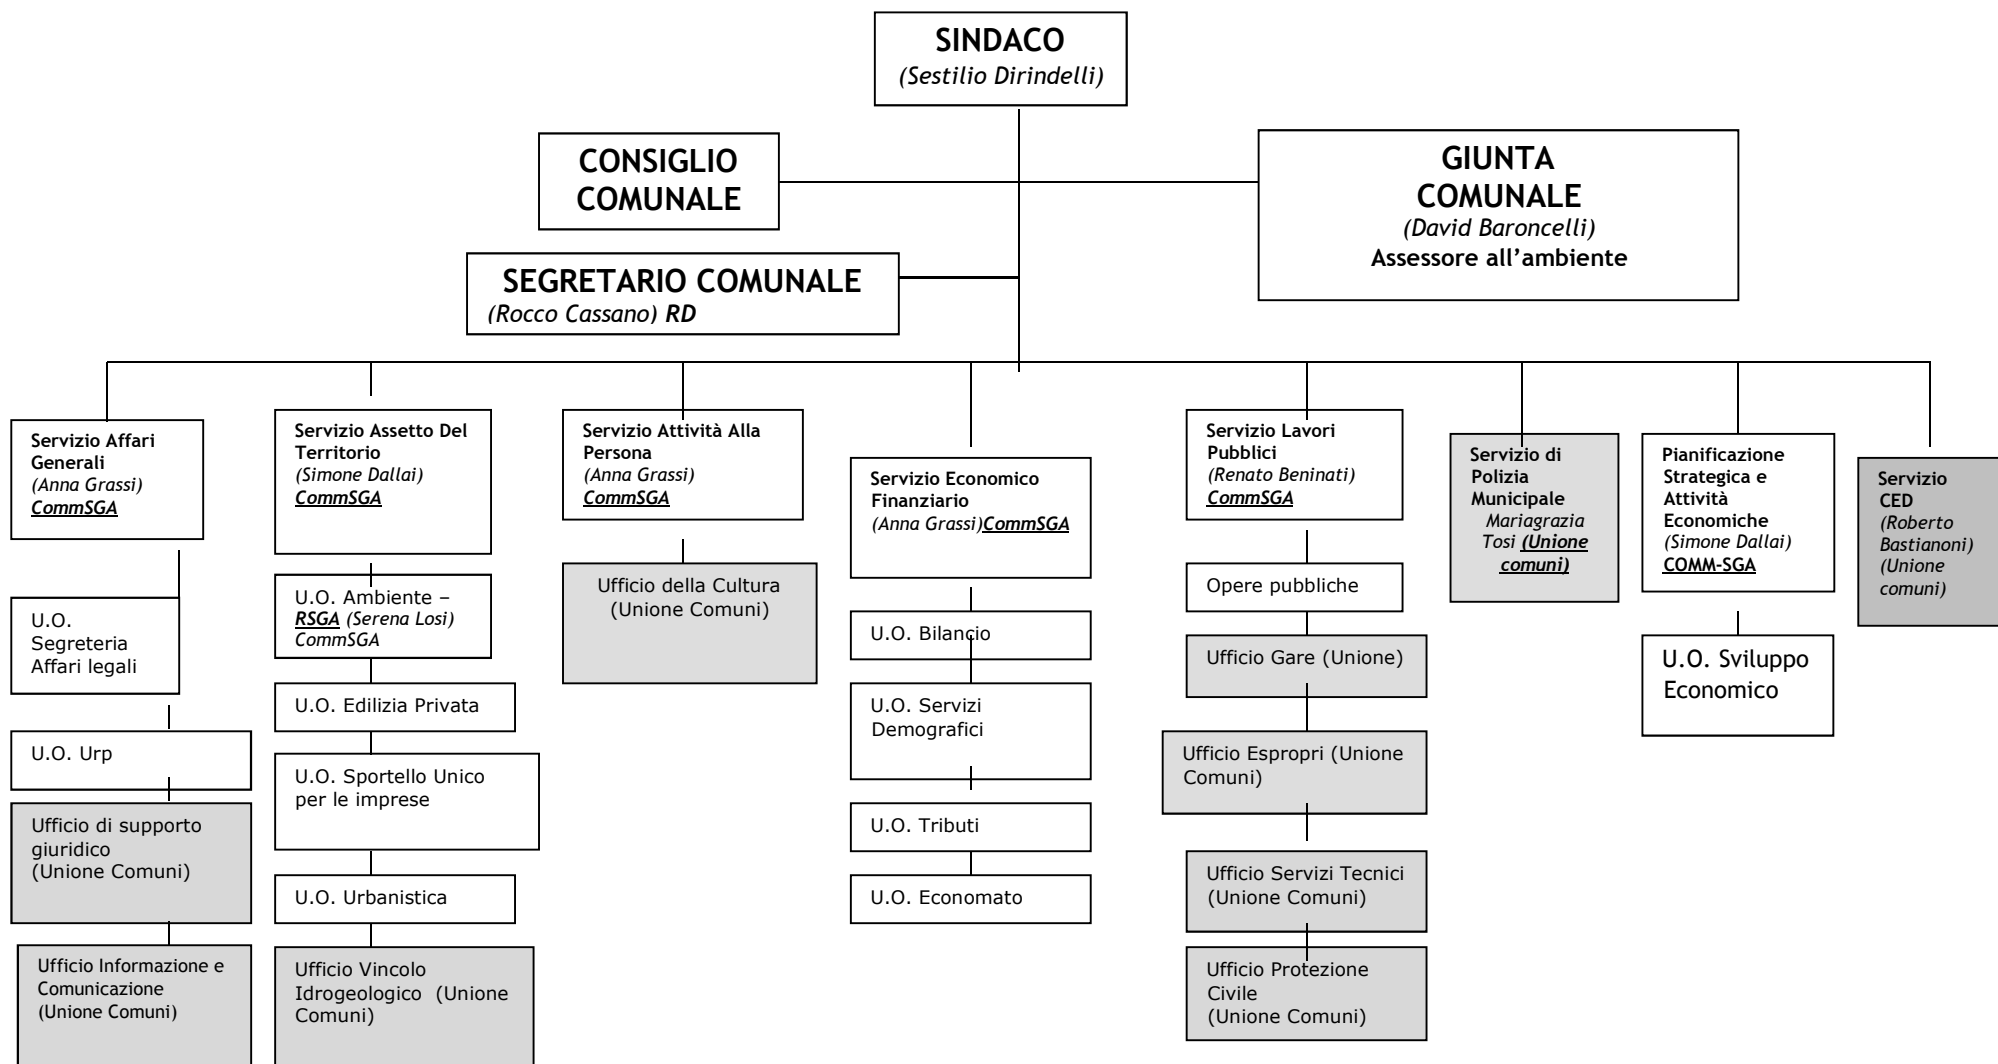 SINDACO
(Sestilio Dirindelli)
CONSIGLIO
COMUNALE
GIUNTA
COMUNALE
(David Baroncelli)
Assessore all’ambiente
SEGRETARIO COMUNALE
(Rocco Cassano) RD
Servizio Affari
Generali
(Anna Grassi)
CommSGA
U.O.
Segreteria
Affari legali
U.O. Urp
Ufficio di supporto
giuridico
(Unione Comuni)
Ufficio Informazione e
Comunicazione
(Unione Comuni)
Servizio Assetto Del
Territorio
(Simone Dallai)
CommSGA
U.O. Ambiente –
RSGA (Serena Losi)
CommSGA
U.O. Edilizia Privata
U.O. Sportello Unico
per le imprese
U.O. Urbanistica
Ufficio Vincolo
Idrogeologico (Unione
Comuni)
Servizio Attività Alla
Persona
(Anna Grassi)
CommSGA
Ufficio della Cultura
(Unione Comuni)
Servizio Economico
Finanziario
(Anna Grassi)CommSGA
U.O. Bilancio
U.O. Servizi
Demografici
U.O. Tributi
U.O. Economato
Servizio Lavori
Pubblici
(Renato Beninati)
CommSGA
Opere pubbliche
Ufficio Gare (Unione)
Ufficio Espropri (Unione
Comuni)
Ufficio Servizi Tecnici
(Unione Comuni)
Ufficio Protezione
Civile
(Unione Comuni)
Servizio di
Polizia
Municipale
Mariagrazia
Tosi (Unione
comuni)
Pianificazione
Strategica e
Attività
Economiche
(Simone Dallai)
COMM-SGA
U.O. Sviluppo
Economico
Servizio
CED
(Roberto
Bastianoni)
(Unione
comuni)